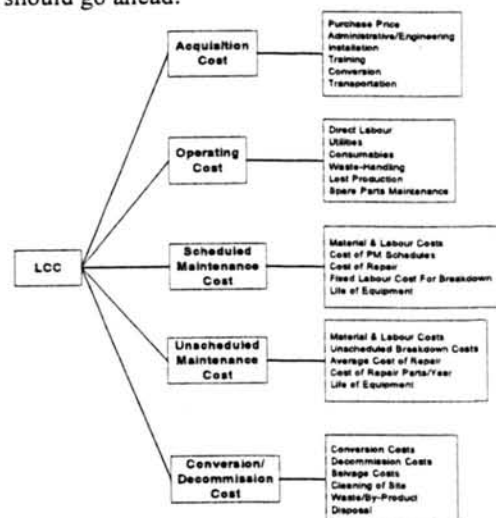 should go ahead.
Acquisition
Cost
Purchase Price
Administrative/Engineering
Installation
Training
Conversion
Transportation
Operating
Cost
Direct Labour
Utilities
Consumables
Waste-Handling
Lost Production
Spare Parts Maintenance
LCC
Scheduled
Maintenance
Cost
Material & Labour Costs
Cost of PM Schedules
Cost of Repair
Fixed Labour Cost For Breakdown
Life of Equipment
Unscheduled
Maintenance
Cost
Material & Labour Costs
Unscheduled Breakdown Costs
Average Cost of Repair
Cost of Repair Parts/Year
Life of Equipment
Conversion/
Decommission
Cost
Conversion Costs
Decommission Costs
Salvage Costs
Cleaning of Site
Waste/By-Product
Disposal